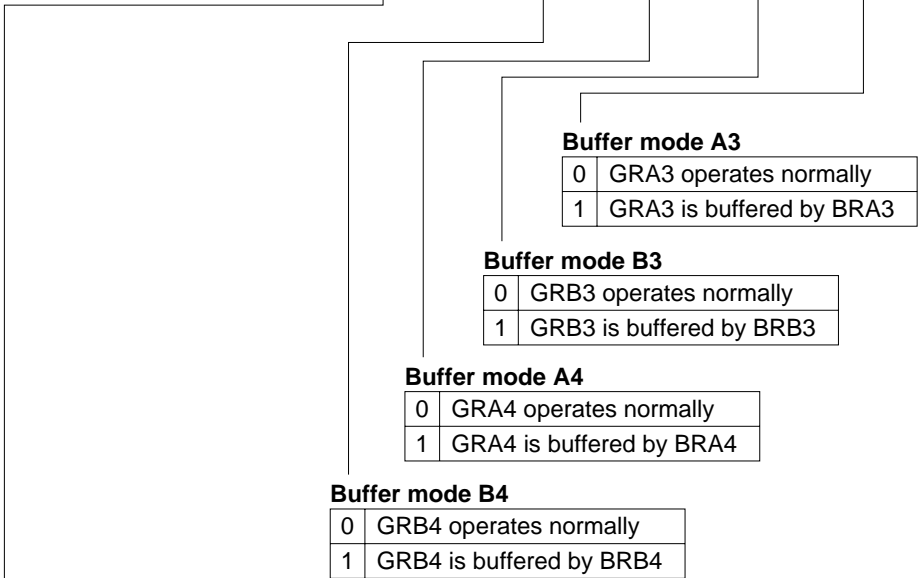 Buffer mode A3
0 GRA3 operates normally
1 GRA3 is buffered by BRA3
Buffer mode B3
0 GRB3 operates normally
1 GRB3 is buffered by BRB3
Buffer mode A4
0 GRA4 operates normally
1 GRA4 is buffered by BRA4
Buffer mode B4
0 GRB4 operates normally
1 GRB4 is buffered by BRB4